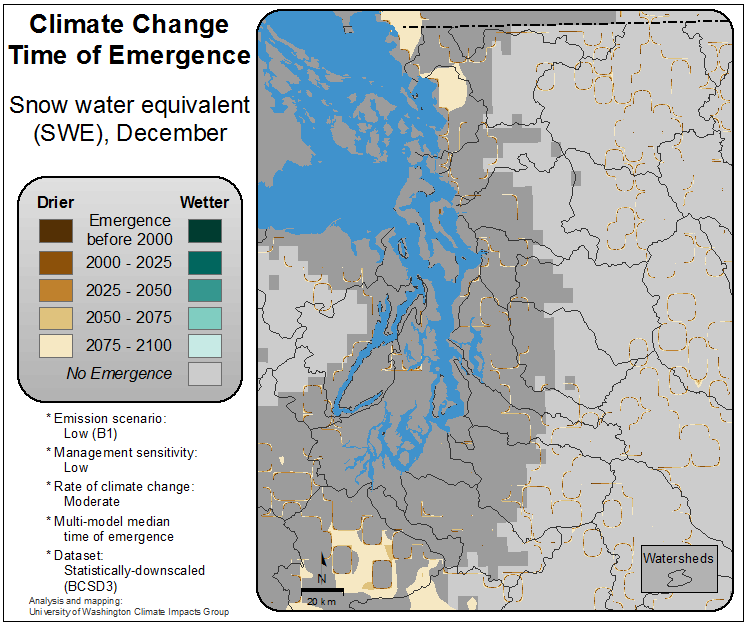 Climate Change
Time of Emergence
Snow water equivalent
(SWE), December
Drier
Wetter
Emergence
before 2000
2000 - 2025
2025 - 2050
2050 - 2075
2075 - 2100
No Emergence
* Emission scenario:
Low (B1)
* Management sensitivity:
Low
* Rate of climate change:
Moderate
* Multi-model median
time of emergence
* Dataset:
Statistically-downscaled
(BCSD3)
Analysis and mapping:
University of Washington Climate Impacts Group
N
20 km
Watersheds